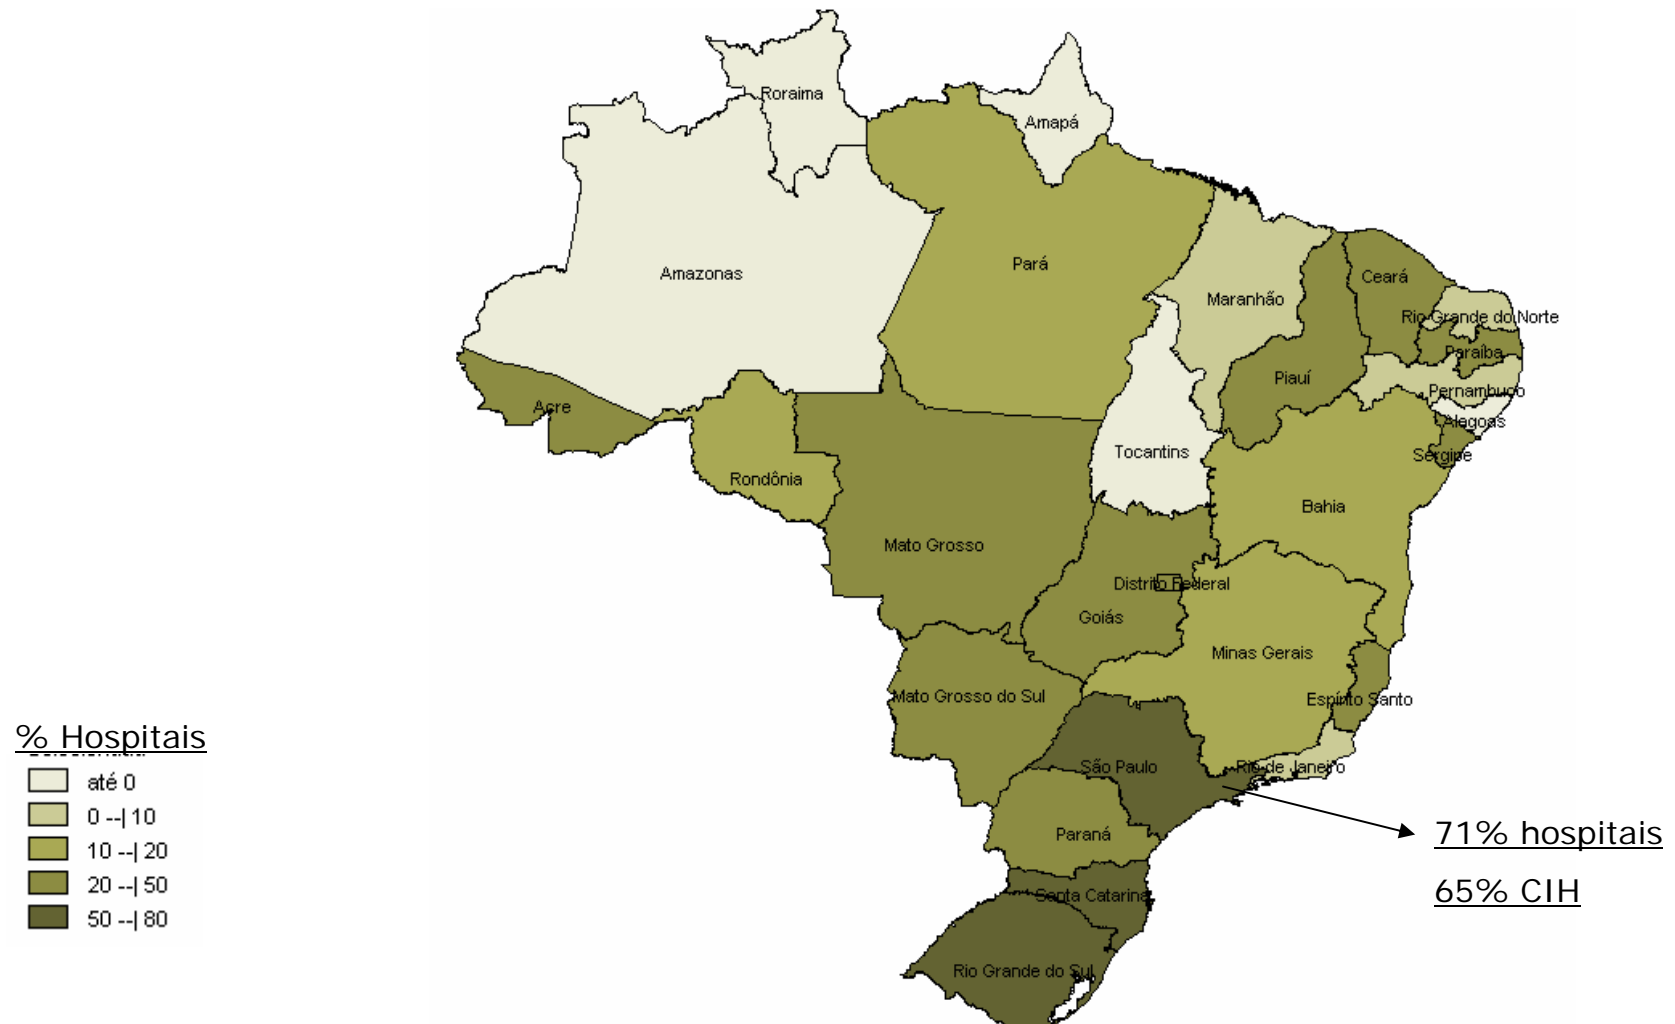 Roraima
Amapá
Amazonas
Pará
Maranhão
Ceará
Rio Grande do Norte
Paraíba
Piauí
Pernambuco
Acre
Alagoas
Tocantins
Sergipe
Rondônia
Bahia
Mato Grosso
Distrito Federal
Goiás
Minas Gerais
Mato Grosso do Sul
Espírito Santo
São Paulo
Rio de Janeiro
Paraná
Santa Catarina
Rio Grande do Sul
% Hospitais
até 0
0 --| 10
10 --| 20
20 --| 50
50 --| 80
71% hospitais
65% CIH